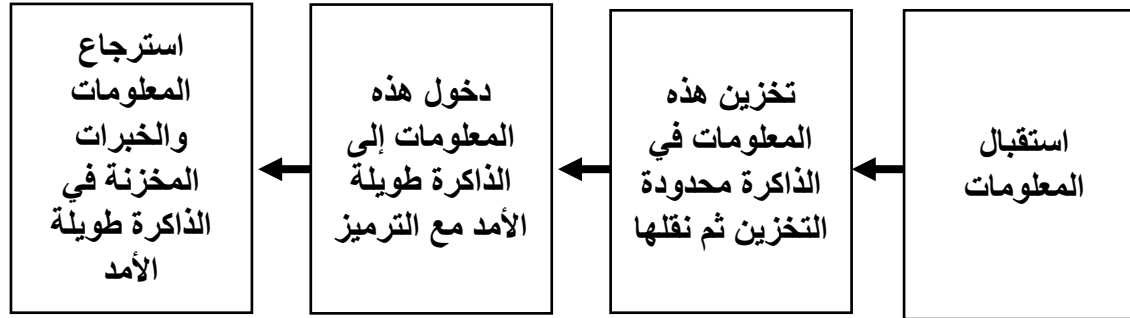 استقبال
المعلومات
تخزين هذه
المعلومات في
الذاكرة محدودة
التخزين ثم نقلها
دخول هذه
المعلومات إلى
الذاكرة طويلة
الأمد مع الترميز
استرجاع
المعلومات
والخبرات
المخزنة في
الذاكرة طويلة
الأمد